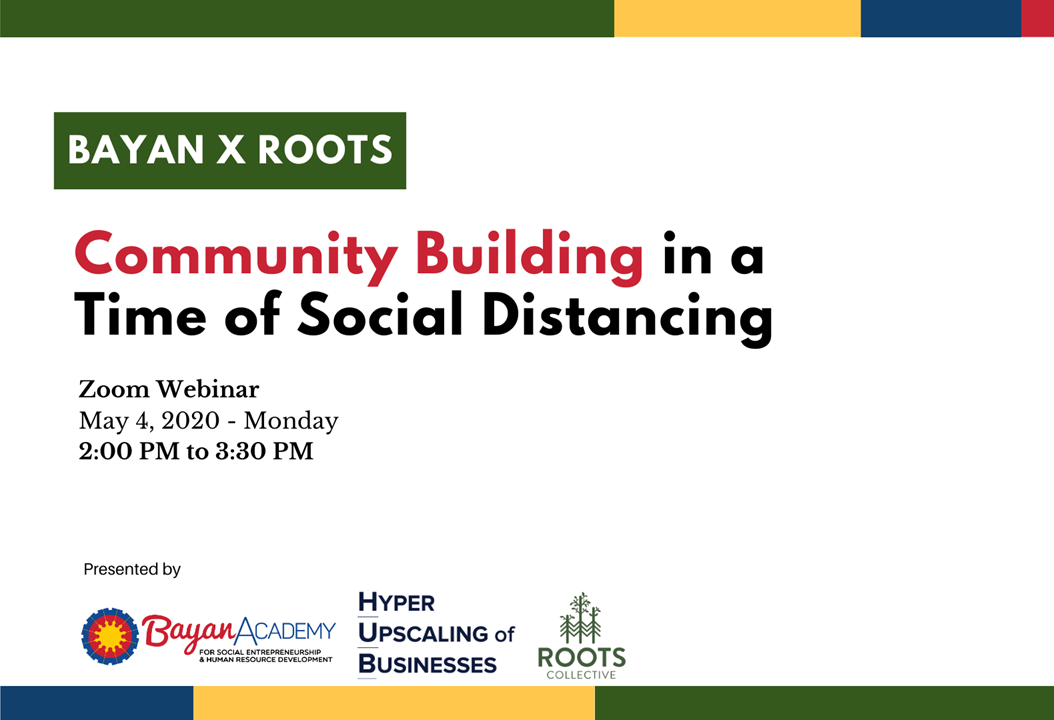 BAYAN X ROOTS
Community Building in a
Time of Social Distancing
Zoom Webinar
May 4, 2020 - Monday
2:00 PM to 3:30 PM
Presented by
BayanAcademy
FOR SOCIAL ENTREPRENEURSHIP
& HUMAN RESOURCE DEVELOPMENT
HYPER
UPSCALING of
BUSINESSES
ROOTS
COLLECTIVE